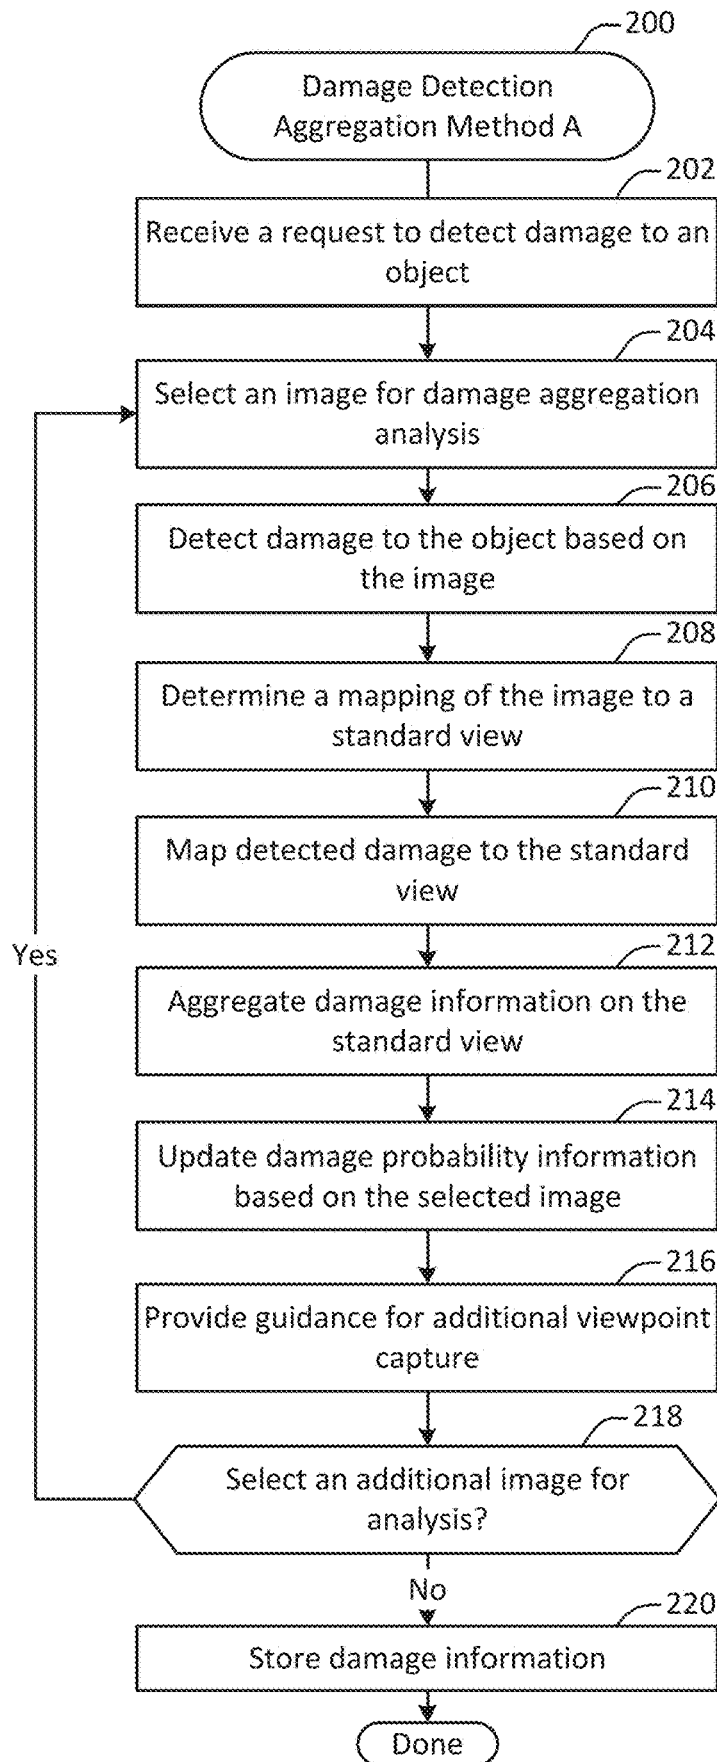 200
Damage Detection
Aggregation Method A
202
Receive a request to detect damage to an
object
204
Select an image for damage aggregation
analysis
206
Detect damage to the object based on
the image
208
Determine a mapping of the image to a
standard view
210
Map detected damage to the standard
view
Yes
212
Aggregate damage information on the
standard view
214
Update damage probability information
based on the selected image
216
Provide guidance for additional viewpoint
capture
218
Select an additional image for
analysis?
No
220
Store damage information
Done